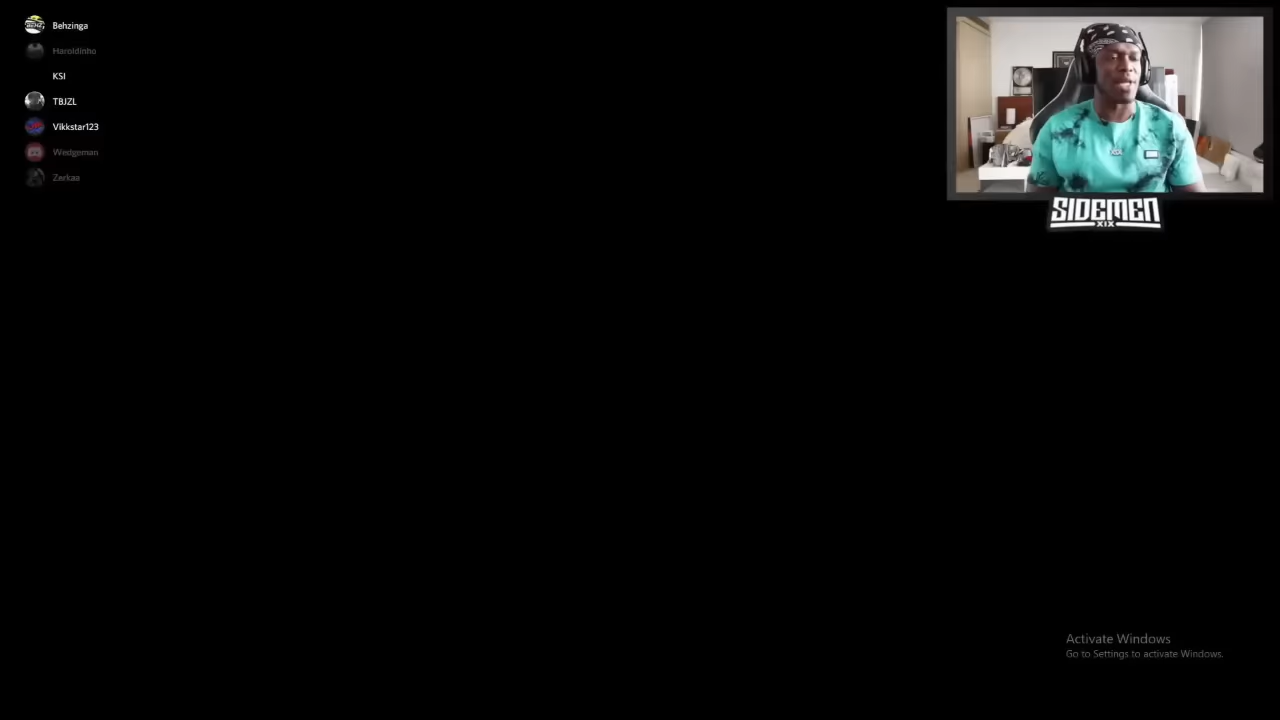 Behzinga
Haroldinho
KSI
TBJZL
Vikkstar123
Wedgeman
Zerkaa
SIDEMEN
XIX
Activate Windows
Go to Settings to activate Windows.